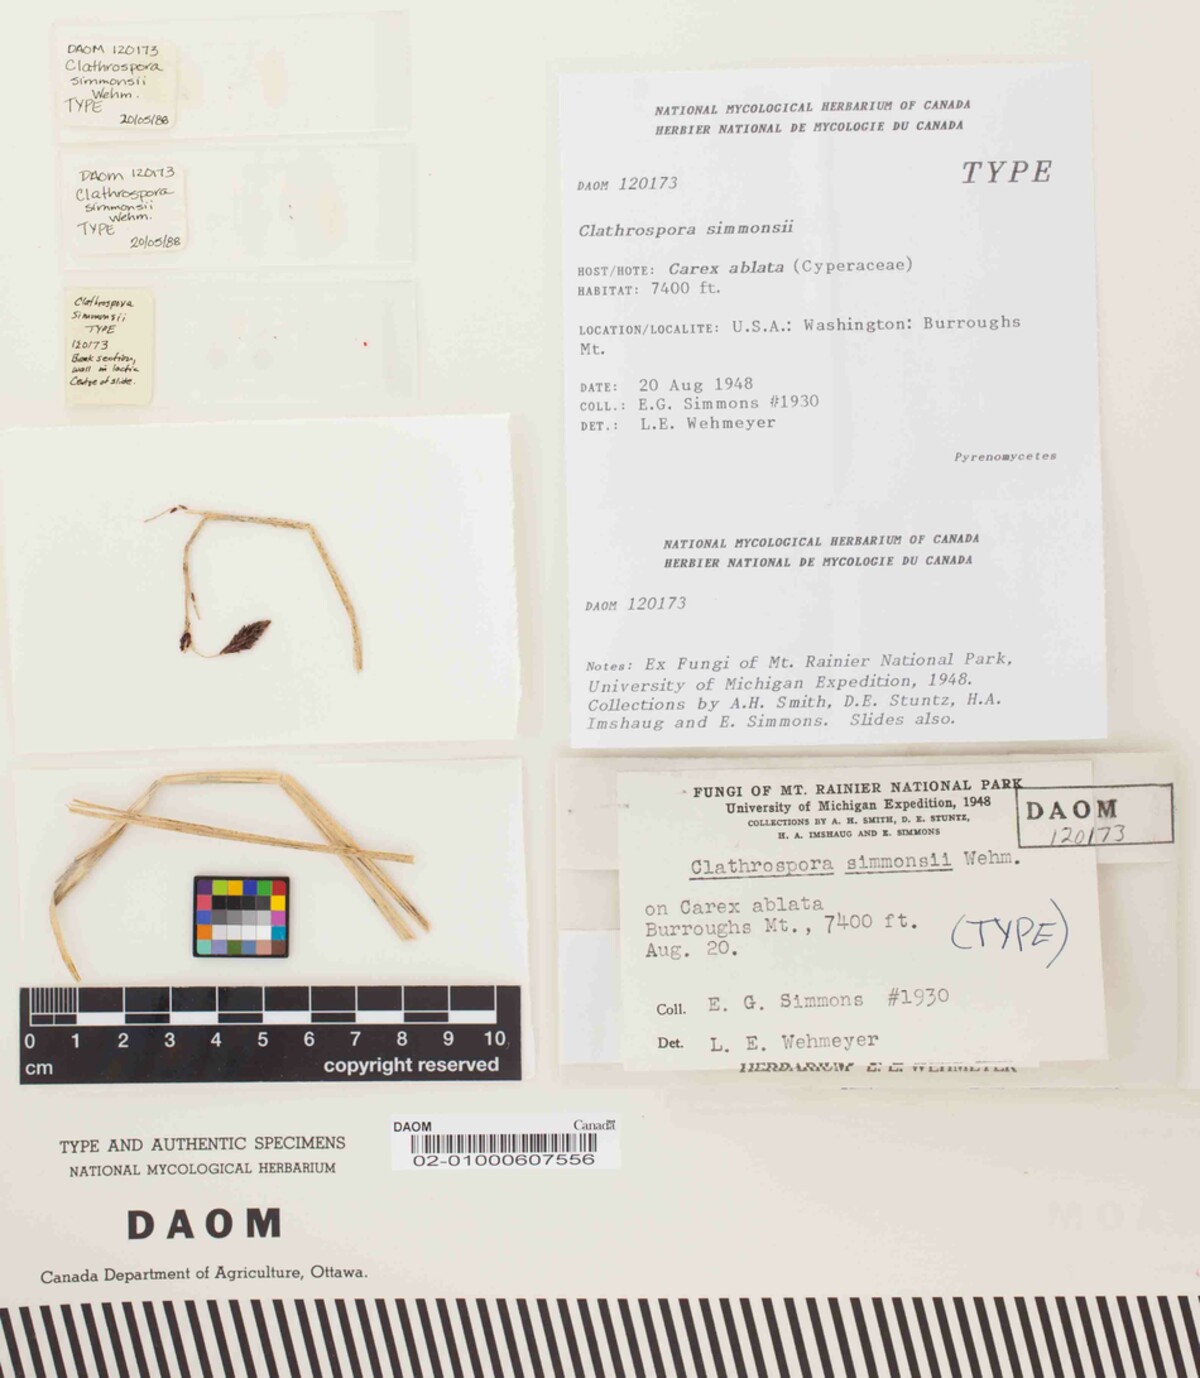 DAOM 120173
Clathrospora
simmonsii
Wehm.
TYPE
20/05/88
DAOM 120173
Clathrospora
simmonsii
Wehm.
TYPE
20/05/88
Clathrospora
simmonsii
TYPE
120173
section,
in
Centre of slide.
NATIONAL MYCOLOGICAL HERBARIUM OF CANADA
HERBIER NATIONAL DE MYCOLOGIE DU CANADA
TYPE
DAOM 120173
Clathrospora simmonsii
HOST/HOTE: Carex ablata (Cyperaceae)
HABITAT: 7400 ft.
LOCATION/LOCALITE: U.S.A.: Washington: Burroughs
Mt.
DATE: 20 Aug 1948
COLL.: E.G. Simmons #1930
DET.: L.E. Wehmeyer
Pyrenomycetes
NATIONAL MYCOLOGICAL HERBARIUM OF CANADA
HERBIER NATIONAL DE MYCOLOGIE DU CANADA
DAOM 120173
Notes: Ex Fungi of Mt. Rainier National Park,
University of Michigan Expedition, 1948.
Collections by A.H. Smith, D.E. Stuntz, H.A.
Imshaug and E. Simmons. Slides also.
FUNGI OF MT. RAINIER NATIONAL PARK
University of Michigan Expedition, 1948
COLLECTIONS BY A. H. SMITH, D. E. STUNTZ,
H. A. IMSHAUG AND E. SIMMONS
DAOM
120173
Clathrospora simmonsii Wehm.
on Carex ablata
Burroughs Mt., 7400 ft.
Aug. 20.
(TYPE)
Coll. E. G. Simmons #1930
Det. L. E. Wehmeyer
HERBARIUM L. E. WEHMEYER
0 1 2 3 4 5 6 7 8 9 10
cm copyright reserved
TYPE AND AUTHENTIC SPECIMENS
NATIONAL MYCOLOGICAL HERBARIUM
DAOM
Canada Department of Agriculture, Ottawa.
DAOM Canada
02-01000607556